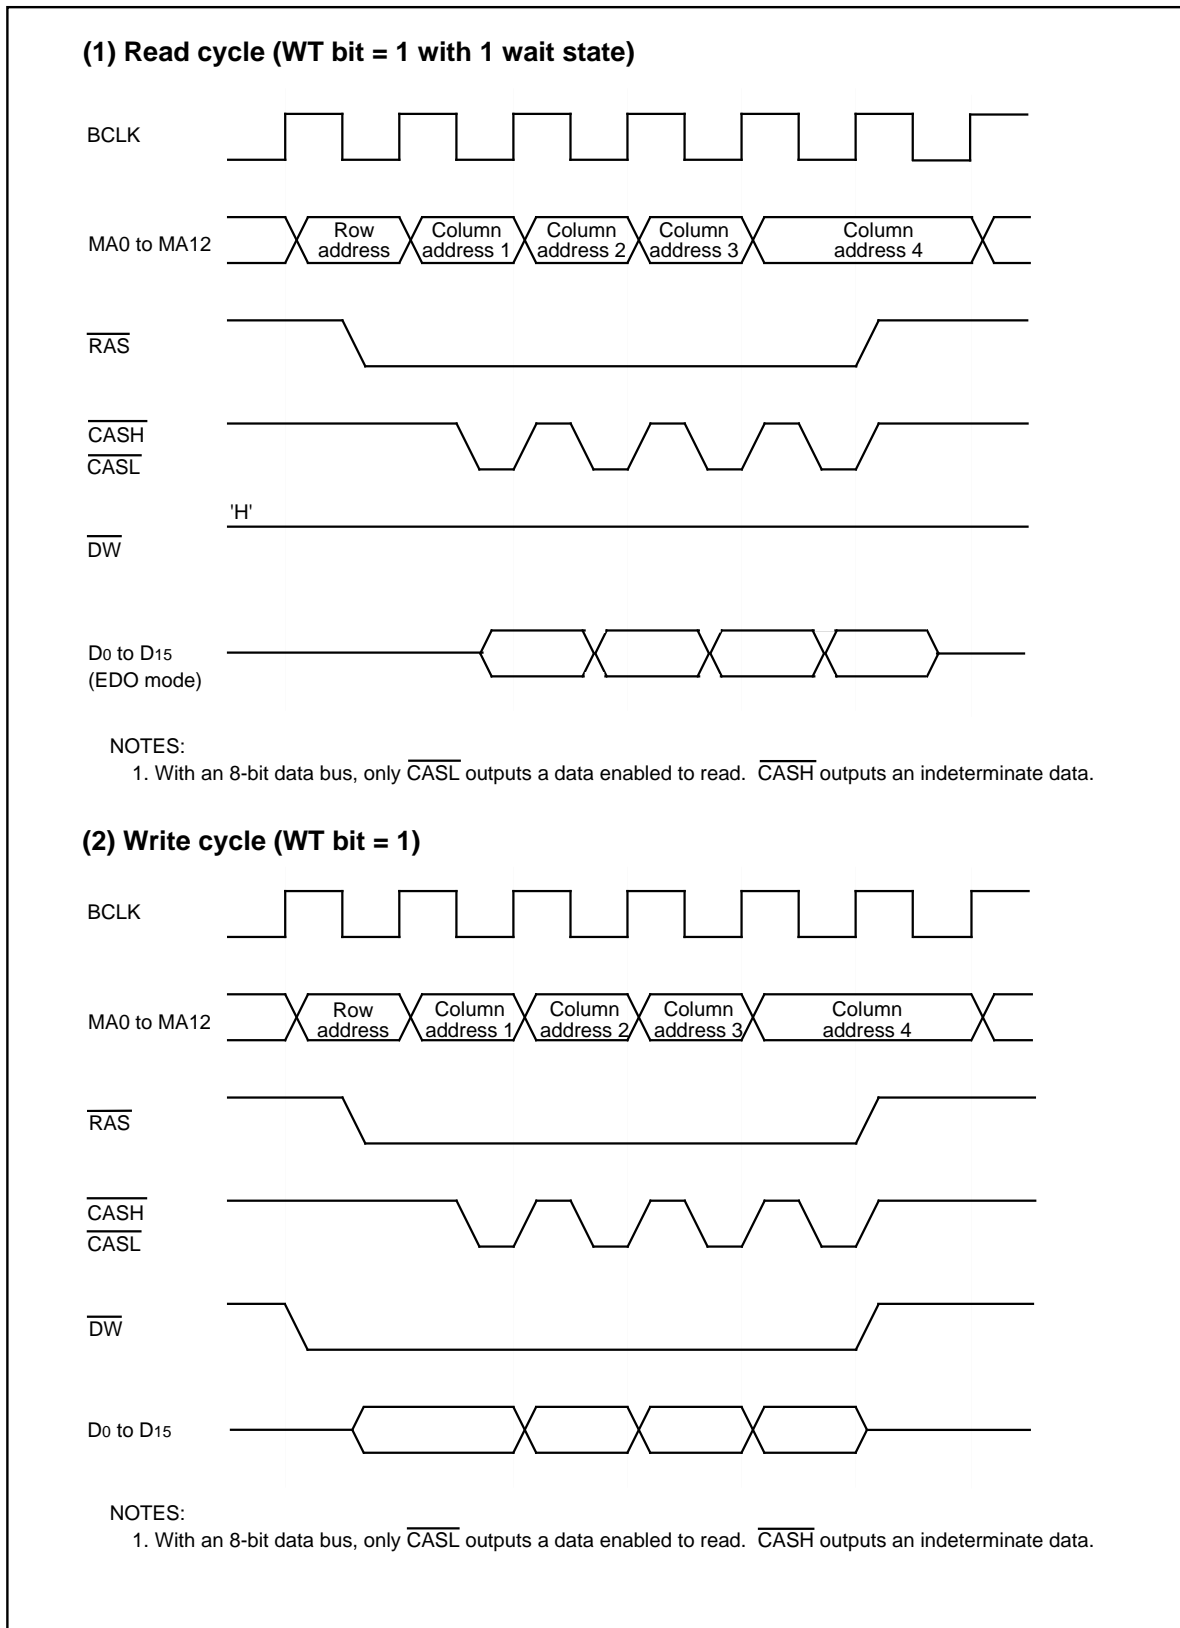 (1) Read cycle (WT bit = 1 with 1 wait state)
BCLK
MA0 to MA12
Row address
Column address 1
Column address 2
Column address 3
Column address 4
RAS
CASH
CASL
'H'
DW
D0 to D15
(EDO mode)
NOTES:
1. With an 8-bit data bus, only CASL outputs a data enabled to read. CASH outputs an indeterminate data.
(2) Write cycle (WT bit = 1)
BCLK
MA0 to MA12
Row address
Column address 1
Column address 2
Column address 3
Column address 4
RAS
CASH
CASL
DW
D0 to D15
NOTES:
1. With an 8-bit data bus, only CASL outputs a data enabled to read. CASH outputs an indeterminate data.